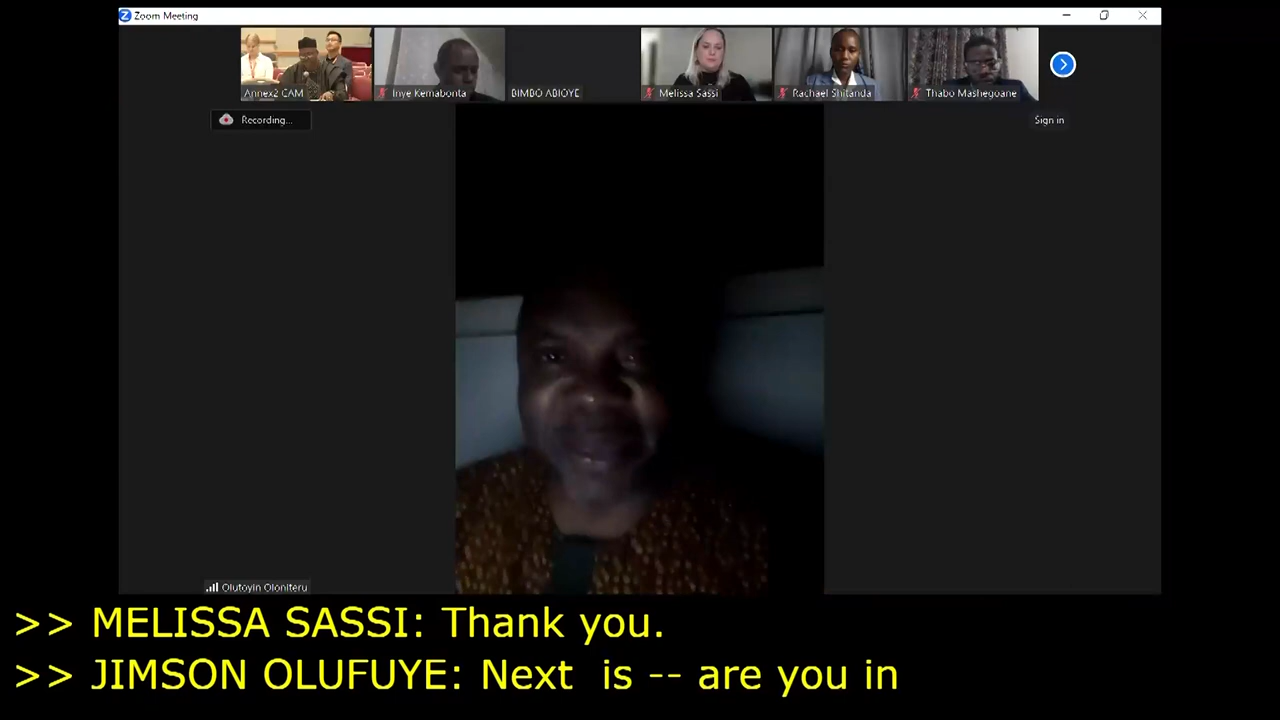 Zoom Meeting
Annex2 CAM
Inye Kemabonta
BIMBO ABIOYE
Melissa Sassi
Rachael Shitanda
Thabo Mashegoane
Recording...
Sign in
Olutoyin Oloniteru
>> MELISSA SASSI: Thank you.
>> JIMSON OLUFUYE: Next is -- are you in